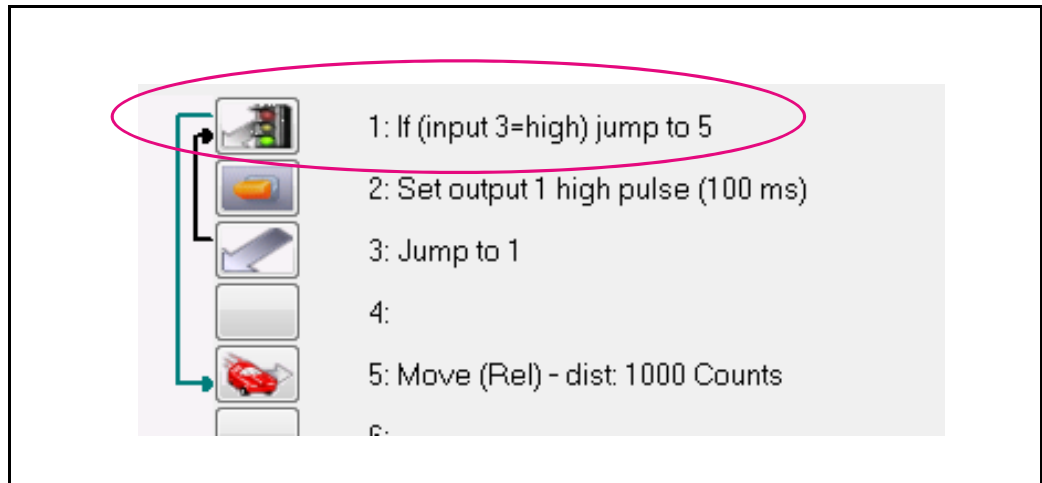 1: If (input 3=high) jump to 5
2: Set output 1 high pulse (100 ms)
3: Jump to 1
4:
5: Move (Rel) - dist: 1000 Counts